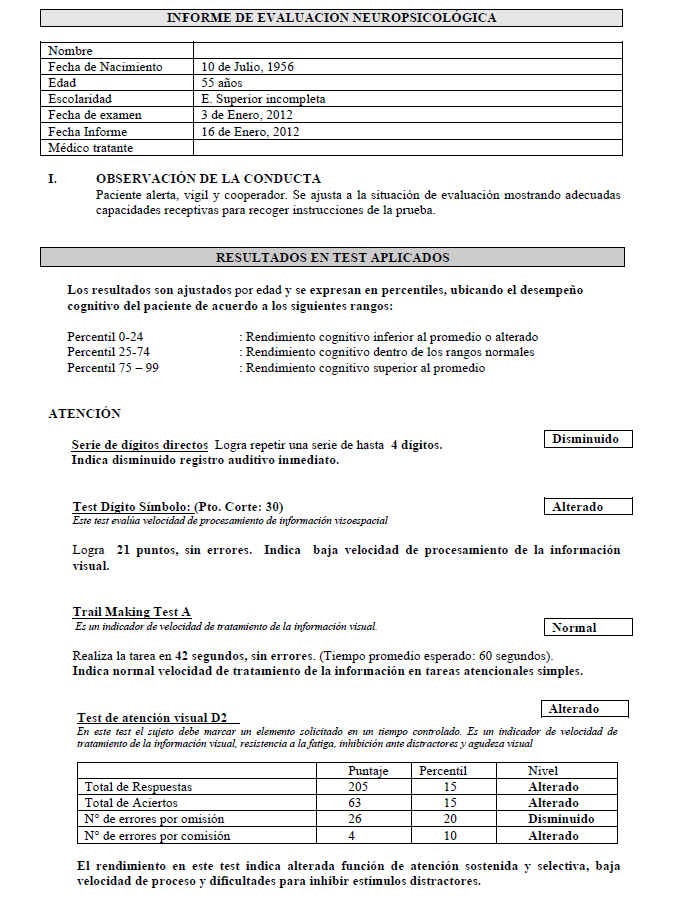 INFORME DE EVALUACION NEUROPSICOLÓGICA
Nombre
Fecha de Nacimiento 10 de Julio, 1956
Edad 55 años
Escolaridad E. Superior incompleta
Fecha de examen 3 de Enero, 2012
Fecha Informe 16 de Enero, 2012
Médico tratante
I. OBSERVACIÓN DE LA CONDUCTA
Paciente alerta, vigil y cooperador. Se ajusta a la situación de evaluación mostrando adecuadas
capacidades receptivas para recoger instrucciones de la prueba.
RESULTADOS EN TEST APLICADOS
Los resultados son ajustados por edad y se expresan en percentiles, ubicando el desempeño
cognitivo del paciente de acuerdo a los siguientes rangos:
Percentil 0-24 : Rendimiento cognitivo inferior al promedio o alterado
Percentil 25-74 : Rendimiento cognitivo dentro de los rangos normales
Percentil 75 – 99 : Rendimiento cognitivo superior al promedio
ATENCIÓN
Serie de dígitos directos Logra repetir una serie de hasta 4 dígitos. Disminuido
Indica disminuido registro auditivo inmediato.
Test Dígito Símbolo: (Pto. Corte: 30) Alterado
Este test evalúa velocidad de procesamiento de información visoespacial
Logra 21 puntos, sin errores. Indica baja velocidad de procesamiento de la información
visual.
Trail Making Test A
Es un indicador de velocidad de tratamiento de la información visual. Normal
Realiza la tarea en 42 segundos, sin errores. (Tiempo promedio esperado: 60 segundos).
Indica normal velocidad de tratamiento de la información en tareas atencionales simples.
Test de atención visual D2 Alterado
En este test el sujeto debe marcar un elemento solicitado en un tiempo controlado. Es un indicador de velocidad de
tratamiento de la información visual, resistencia a la fatiga, inhibición ante distractores y agudeza visual
Puntaje Percentil Nivel
Total de Respuestas 205 15 Alterado
Total de Aciertos 63 15 Alterado
N° de errores por omisión 26 20 Disminuido
N° de errores por comisión 4 10 Alterado
El rendimiento en este test indica alterada función de atención sostenida y selectiva, baja
velocidad de proceso y dificultades para inhibir estímulos distractores.